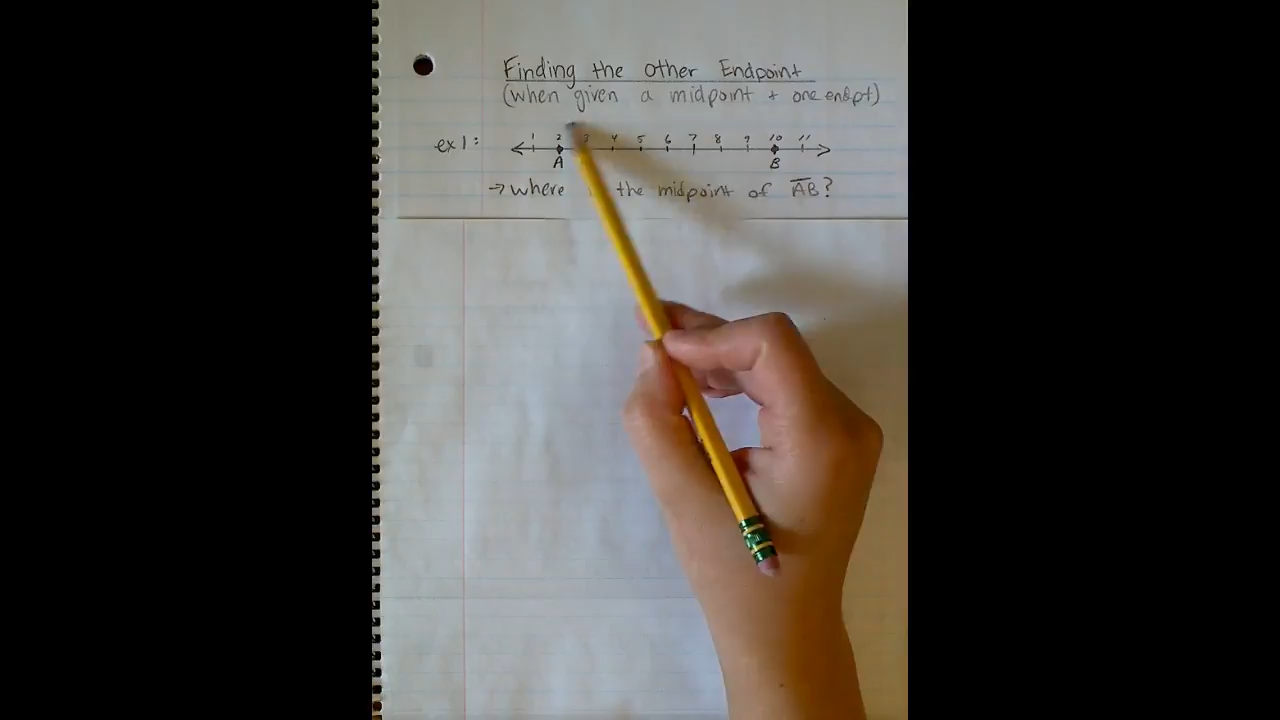 Finding the Other Endpoint
(when given a midpoint + one endpt)
ex 1:
1 2 3 4 5 6 7 8 9 10 11
A B
→ where the midpoint of A̅B̅?